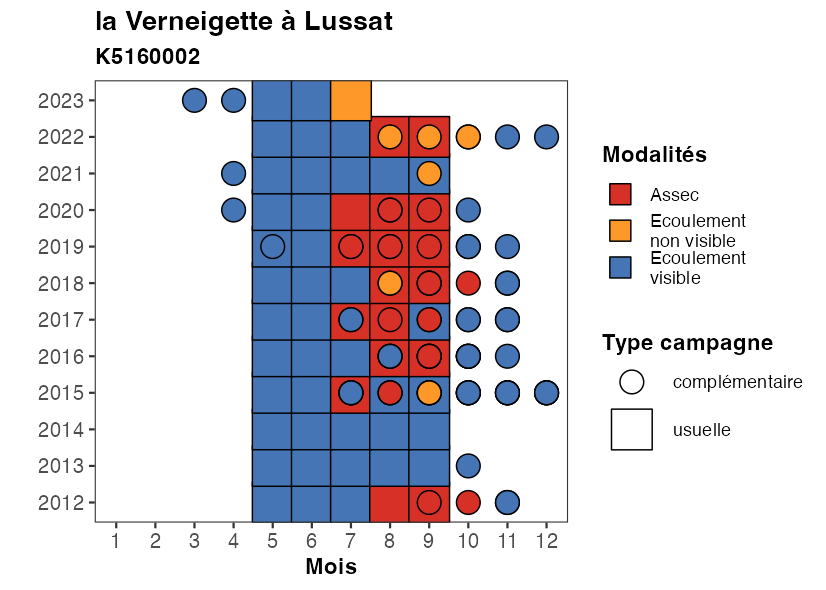 la Verneigette à Lussat
K5160002
2023
2022
2021
2020
2019
2018
2017
2016
2015
2014
2013
2012
1 2 3 4 5 6 7 8 9 10 11 12
Mois
Modalités
Assec
Ecoulement
non visible
Ecoulement
visible
Type campagne
complémentaire
usuelle